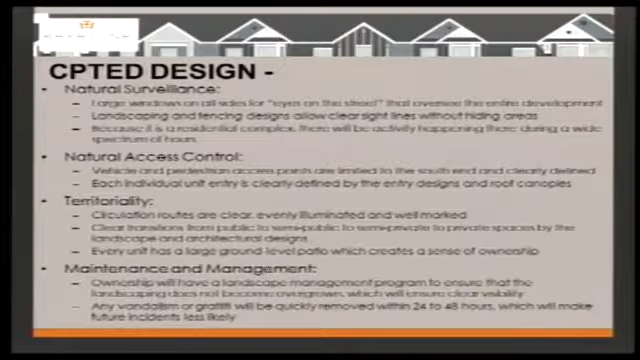 CPTED DESIGN -
• Natural Surveillance:
– Large windows on all sides for "eyes on the street" that oversee the entire development
– Landscaping and fencing designs allow clear sight lines without hiding areas
– Because it is a residential complex, there will be activity happening there during a wide
spectrum of hours
• Natural Access Control:
– Vehicle and pedestrian access points are limited to the south end and clearly defined
– Each individual unit entry is clearly defined by the entry designs and roof canopies
• Territoriality:
– Circulation routes are clear, evenly illuminated and well marked
– Clear transitions from public to semi-public to semi-private to private spaces by the
landscape and architectural designs
– Every unit has a large ground-level patio which creates a sense of ownership
• Maintenance and Management:
– Ownership will have a landscape management program to ensure that the
landscaping does not become overgrown, which will ensure clear visibility
– Any vandalism or graffiti will be quickly removed within 24 to 48 hours, which will make
future incidents less likely